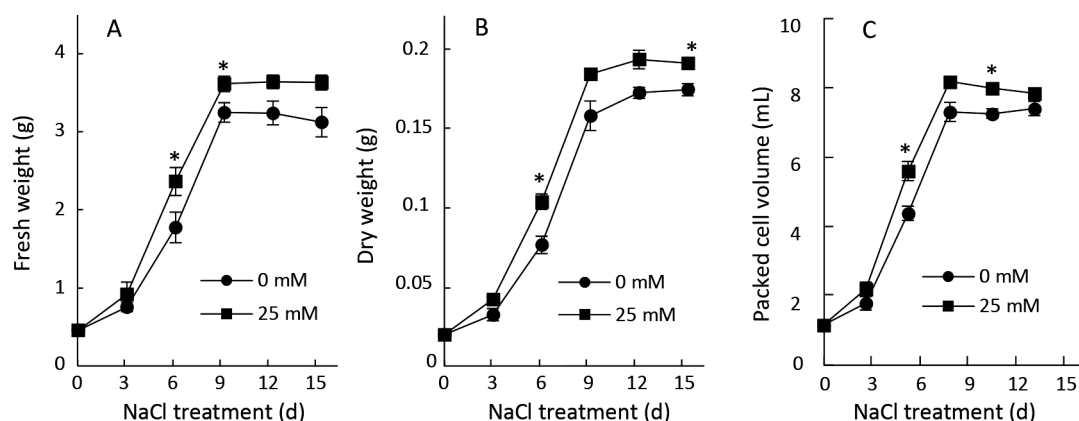 A
Fresh weight (g)
4
3
2
1
0
*
*
0 mM
25 mM
0 3 6 9 12 15
NaCl treatment (d)
B
Dry weight (g)
0.2
0.15
0.1
0.05
0
*
*
0 mM
25 mM
0 3 6 9 12 15
NaCl treatment (d)
C
Packed cell volume (mL)
10
8
6
4
2
0
*
*
0 mM
25 mM
0 3 6 9 12 15
NaCl treatment (d)